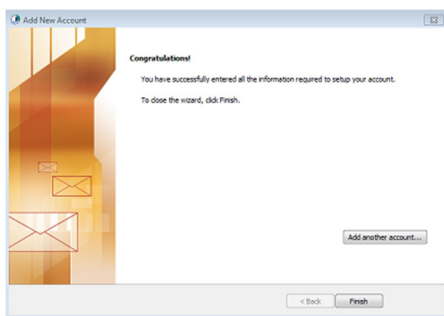 Add New Account
Congratulations!
You have successfully entered all the information required to setup your account.
To close the wizard, click Finish.
Add another account...
< Back
Finish